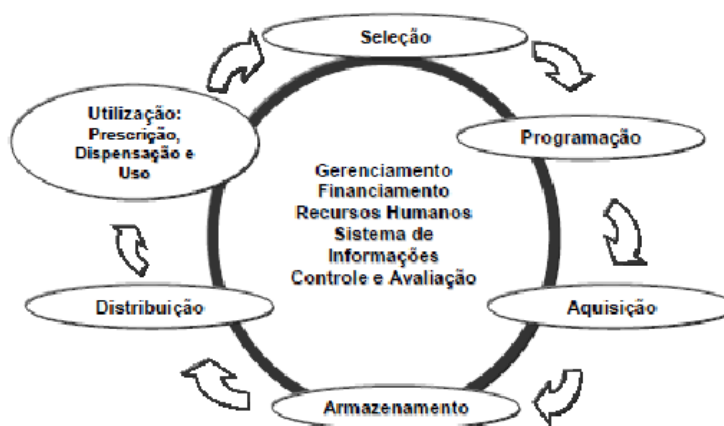 Seleção
Programação
Aquisição
Armazenamento
Distribuição
Utilização:
Prescrição,
Dispensação e
Uso
Gerenciamento
Financiamento
Recursos Humanos
Sistema de
Informações
Controle e Avaliação